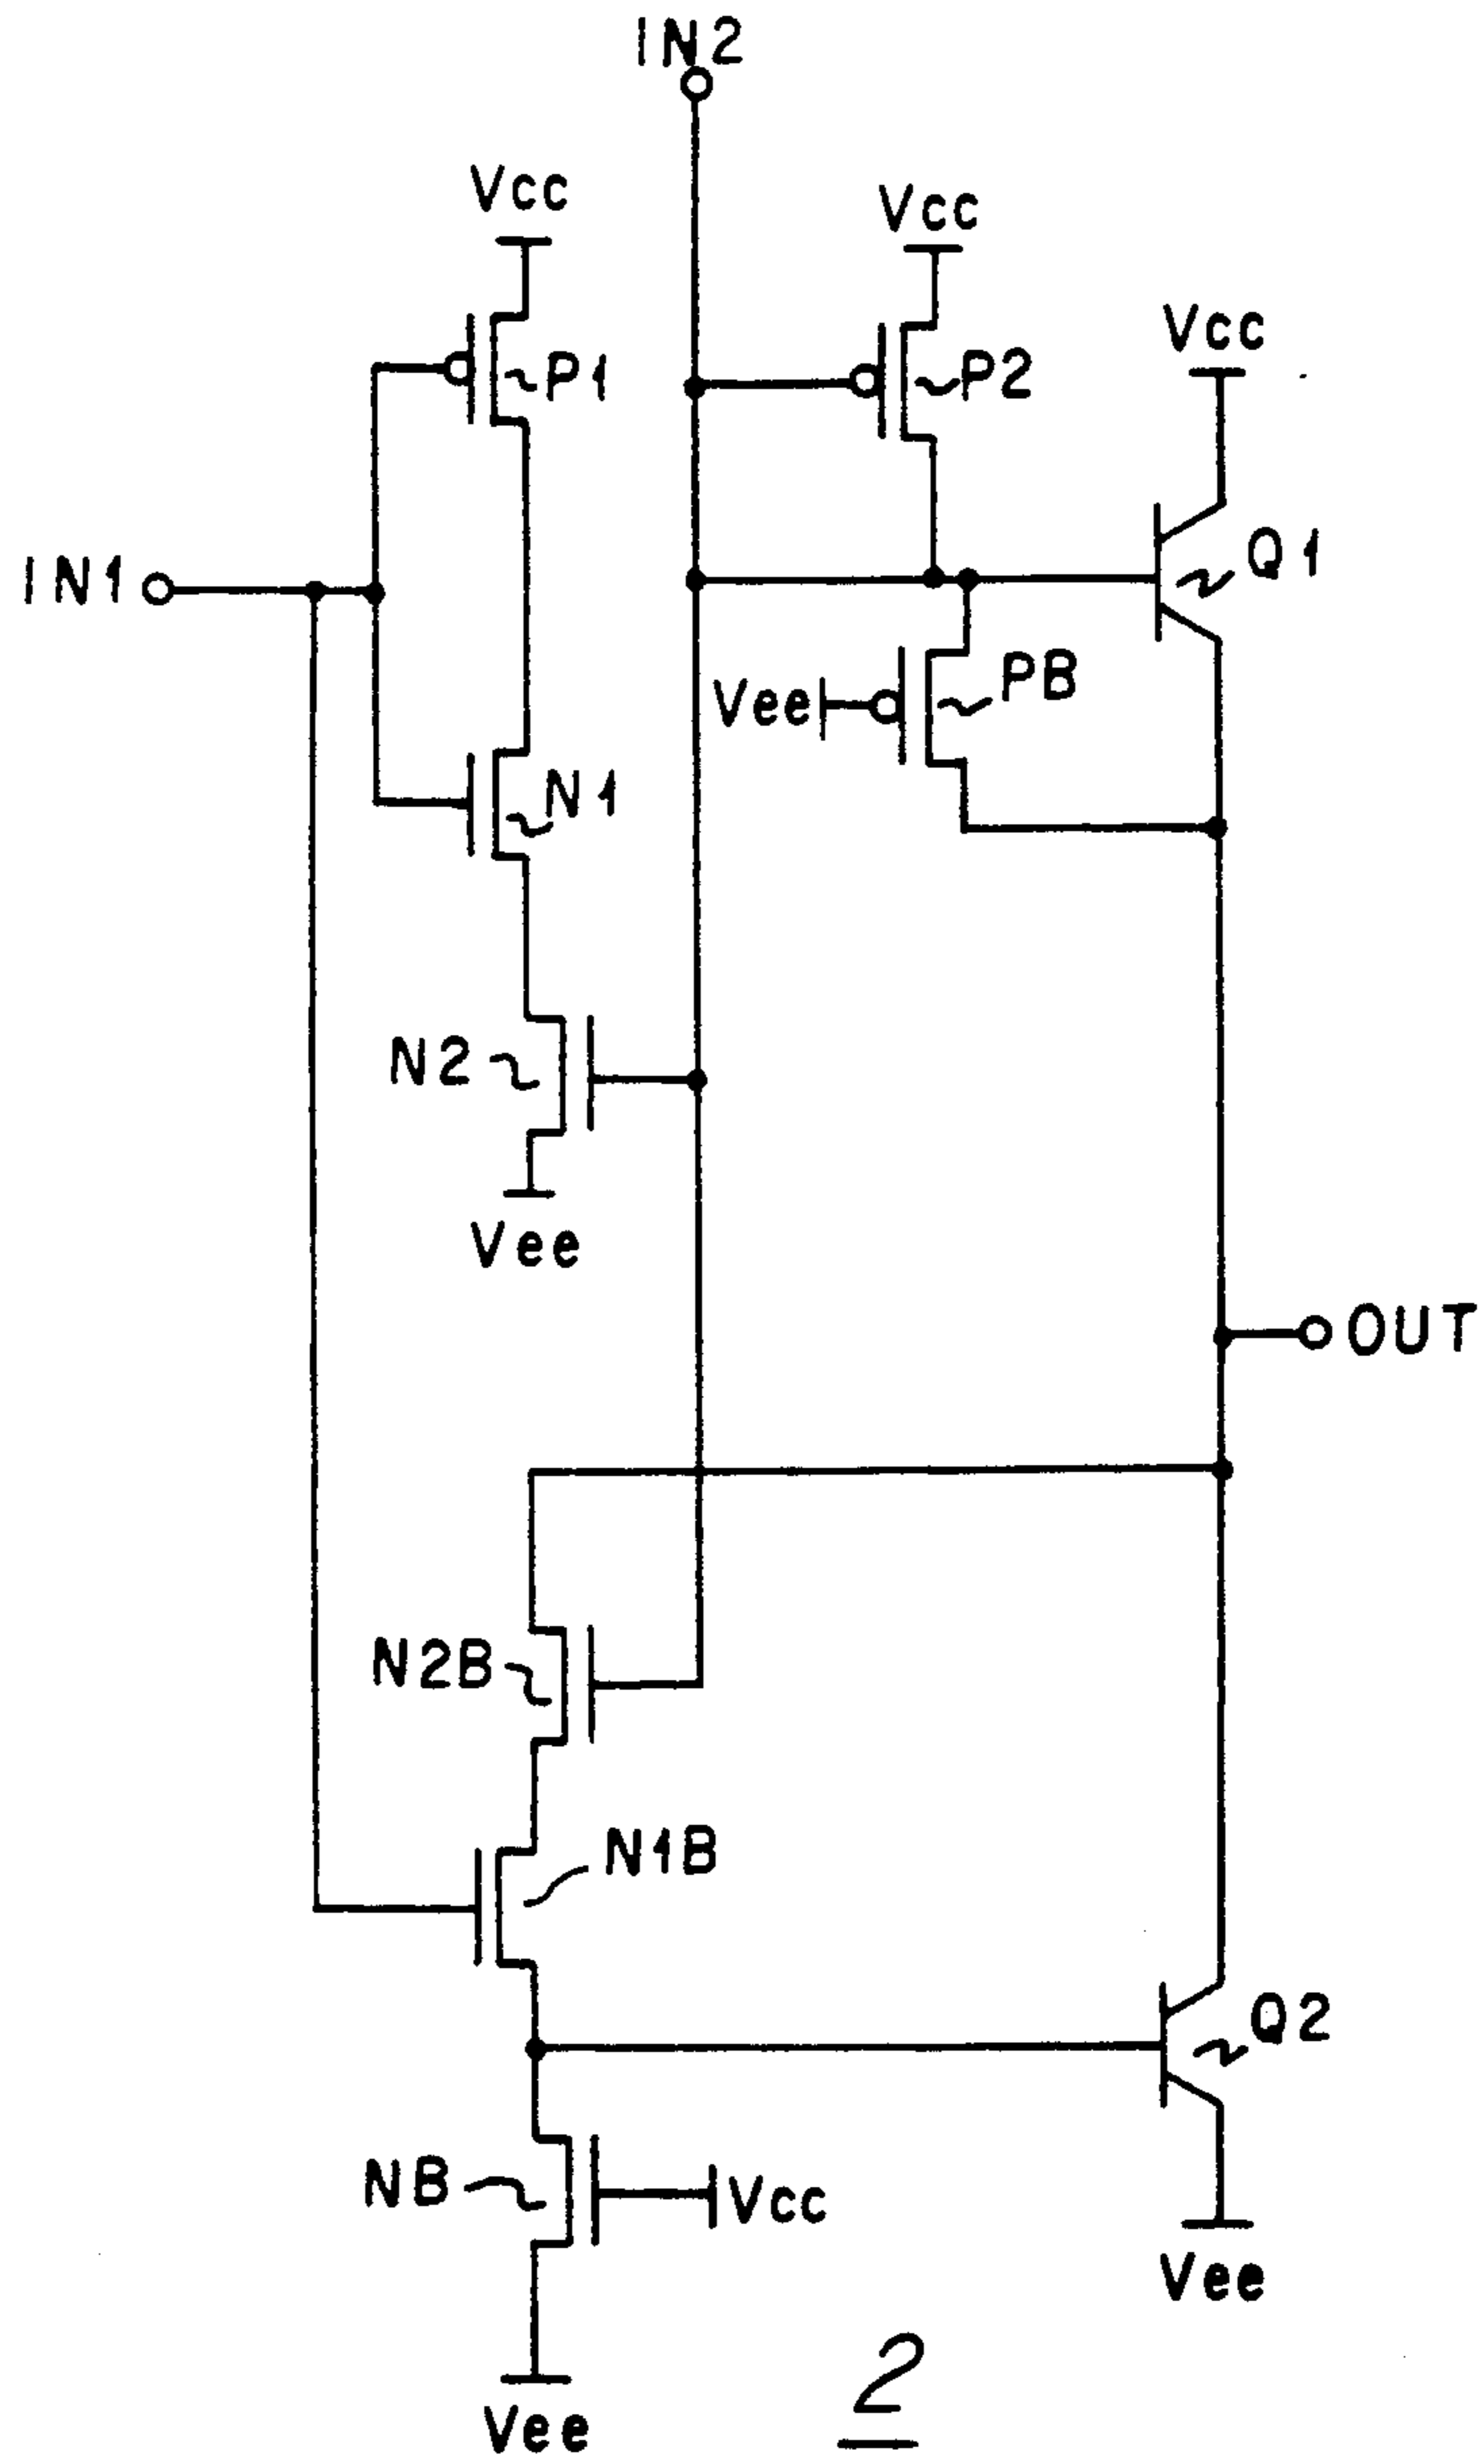 IN2
Vcc
Vcc
Vcc
P1
P2
Q1
IN1
Vee
PB
N1
N2
Vee
OUT
N2B
N1B
Q2
NB
Vcc
Vee
Vee
2